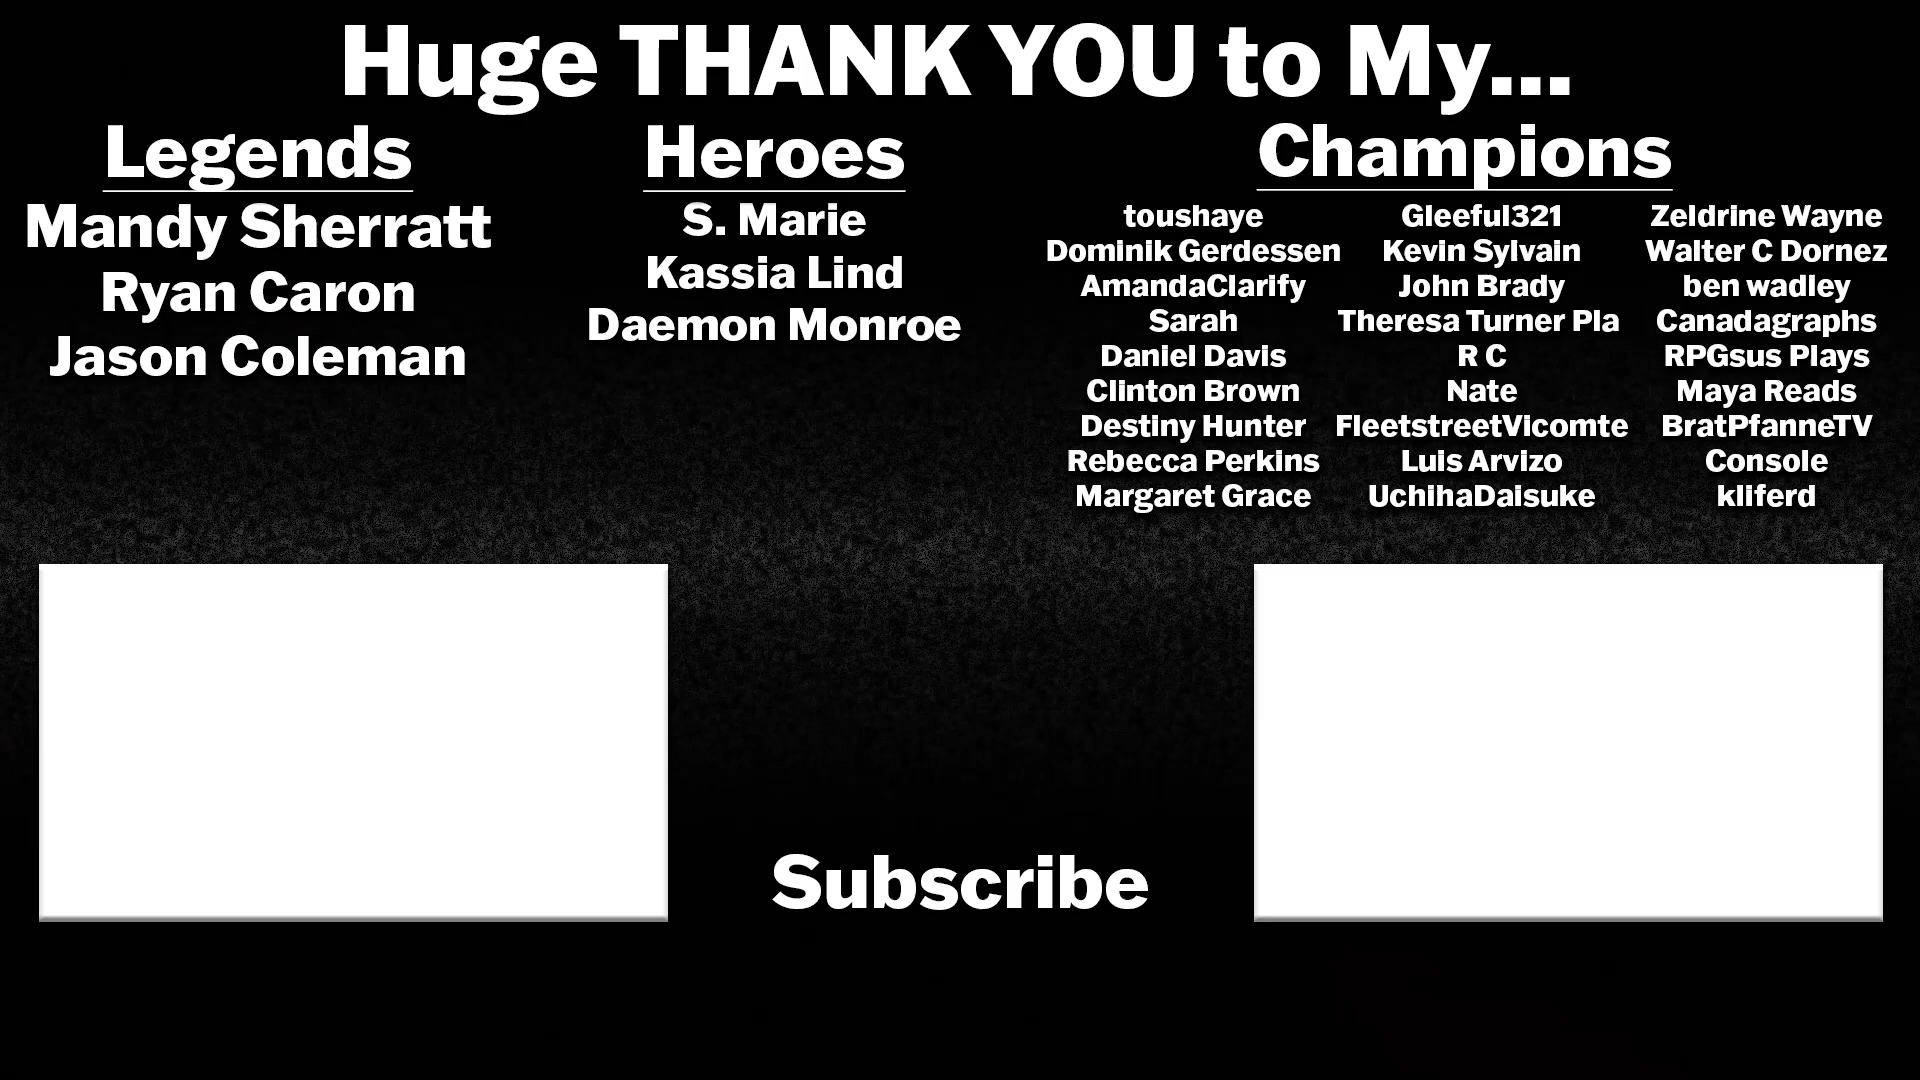 Huge THANK YOU to My...
Legends
Mandy Sherratt
Ryan Caron
Jason Coleman
Heroes
S. Marie
Kassia Lind
Daemon Monroe
Champions
toushaye
Dominik Gerdessen
AmandaClarify
Sarah
Daniel Davis
Clinton Brown
Destiny Hunter
Rebecca Perkins
Margaret Grace
Gleeful321
Kevin Sylvain
John Brady
Theresa Turner Pla
R C
Nate
FleetstreetVicomte
Luis Arvizo
UchihaDaisuke
Zeldrine Wayne
Walter C Dornez
ben wadley
Canadagraphs
RPGsus Plays
Maya Reads
BratPfanneTV
Console
kliferd
Subscribe